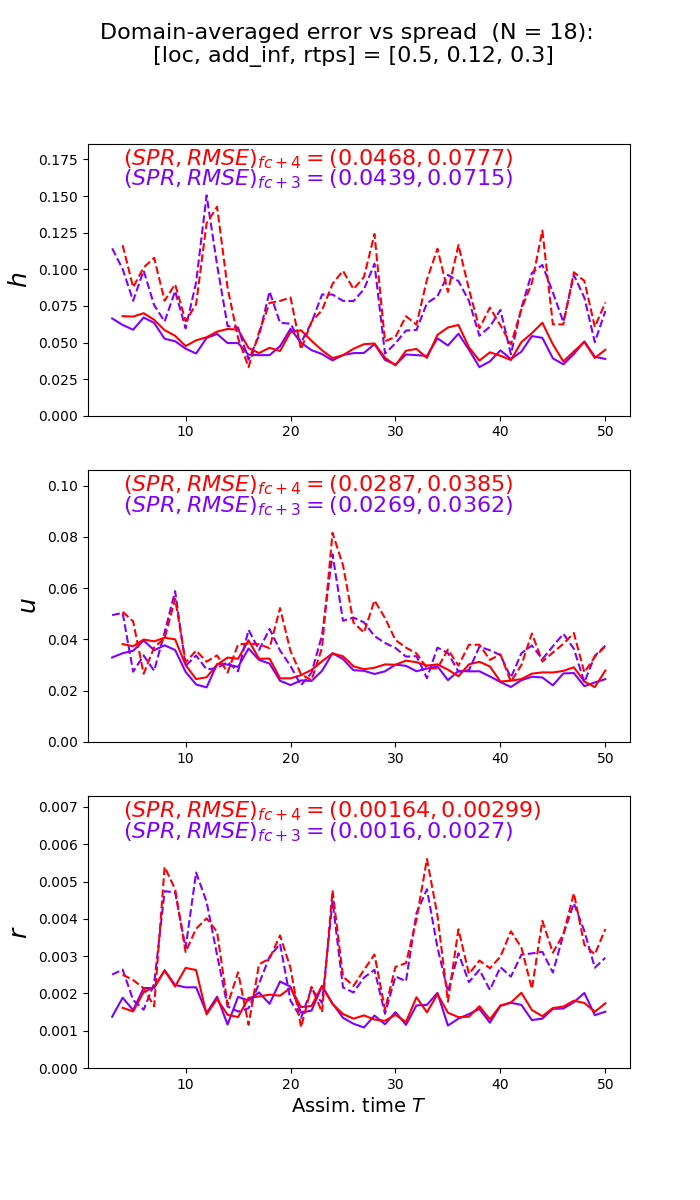 Domain-averaged error vs spread (N = 18):
[loc, add_inf, rtps] = [0.5, 0.12, 0.3]
(SPR, RMSE)fc+4 = (0.0468, 0.0777)
(SPR, RMSE)fc+3 = (0.0439, 0.0715)
h
0.175
0.150
0.125
0.100
0.075
0.050
0.025
0.000
10 20 30 40 50
(SPR, RMSE)fc+4 = (0.0287, 0.0385)
(SPR, RMSE)fc+3 = (0.0269, 0.0362)
u
0.10
0.08
0.06
0.04
0.02
0.00
10 20 30 40 50
(SPR, RMSE)fc+4 = (0.00164, 0.00299)
(SPR, RMSE)fc+3 = (0.0016, 0.0027)
r
0.007
0.006
0.005
0.004
0.003
0.002
0.001
0.000
10 20 30 40 50
Assim. time T